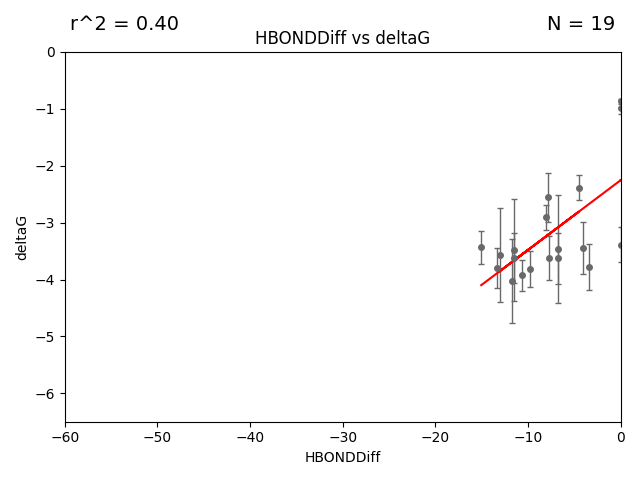 r^2 = 0.40
N = 19
HBONDDiff vs deltaG
0
−1
−2
−3
−4
−5
−6
deltaG
−60 −50 −40 −30 −20 −10 0
HBONDDiff